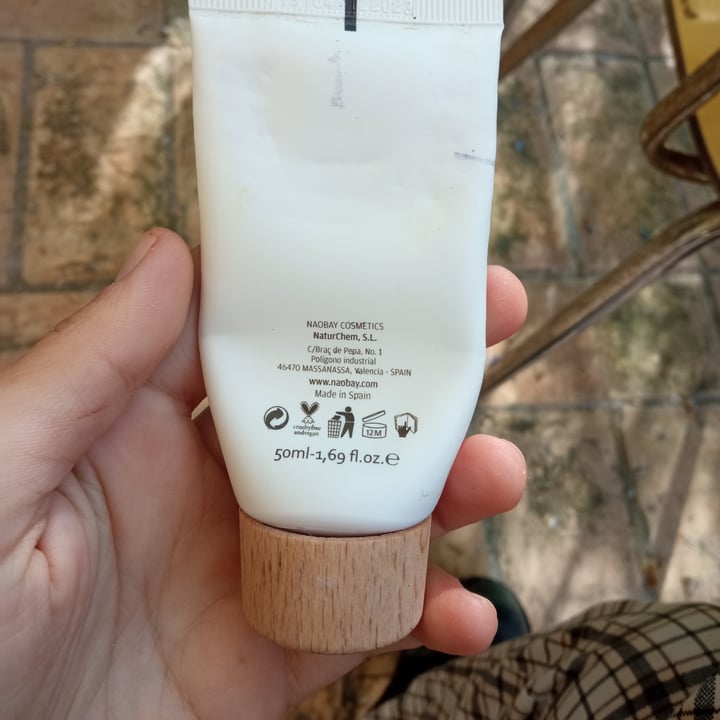 NAOBAY COSMETICS
NaturChem, S.L.
C/Braç de Pepa, No. 1
Polígono industrial
46470 MASSANASSA, Valencia - SPAIN
www.naobay.com
Made in Spain
crueltyfree
andvegan
12M
50ml-1,69 fl.oz.e